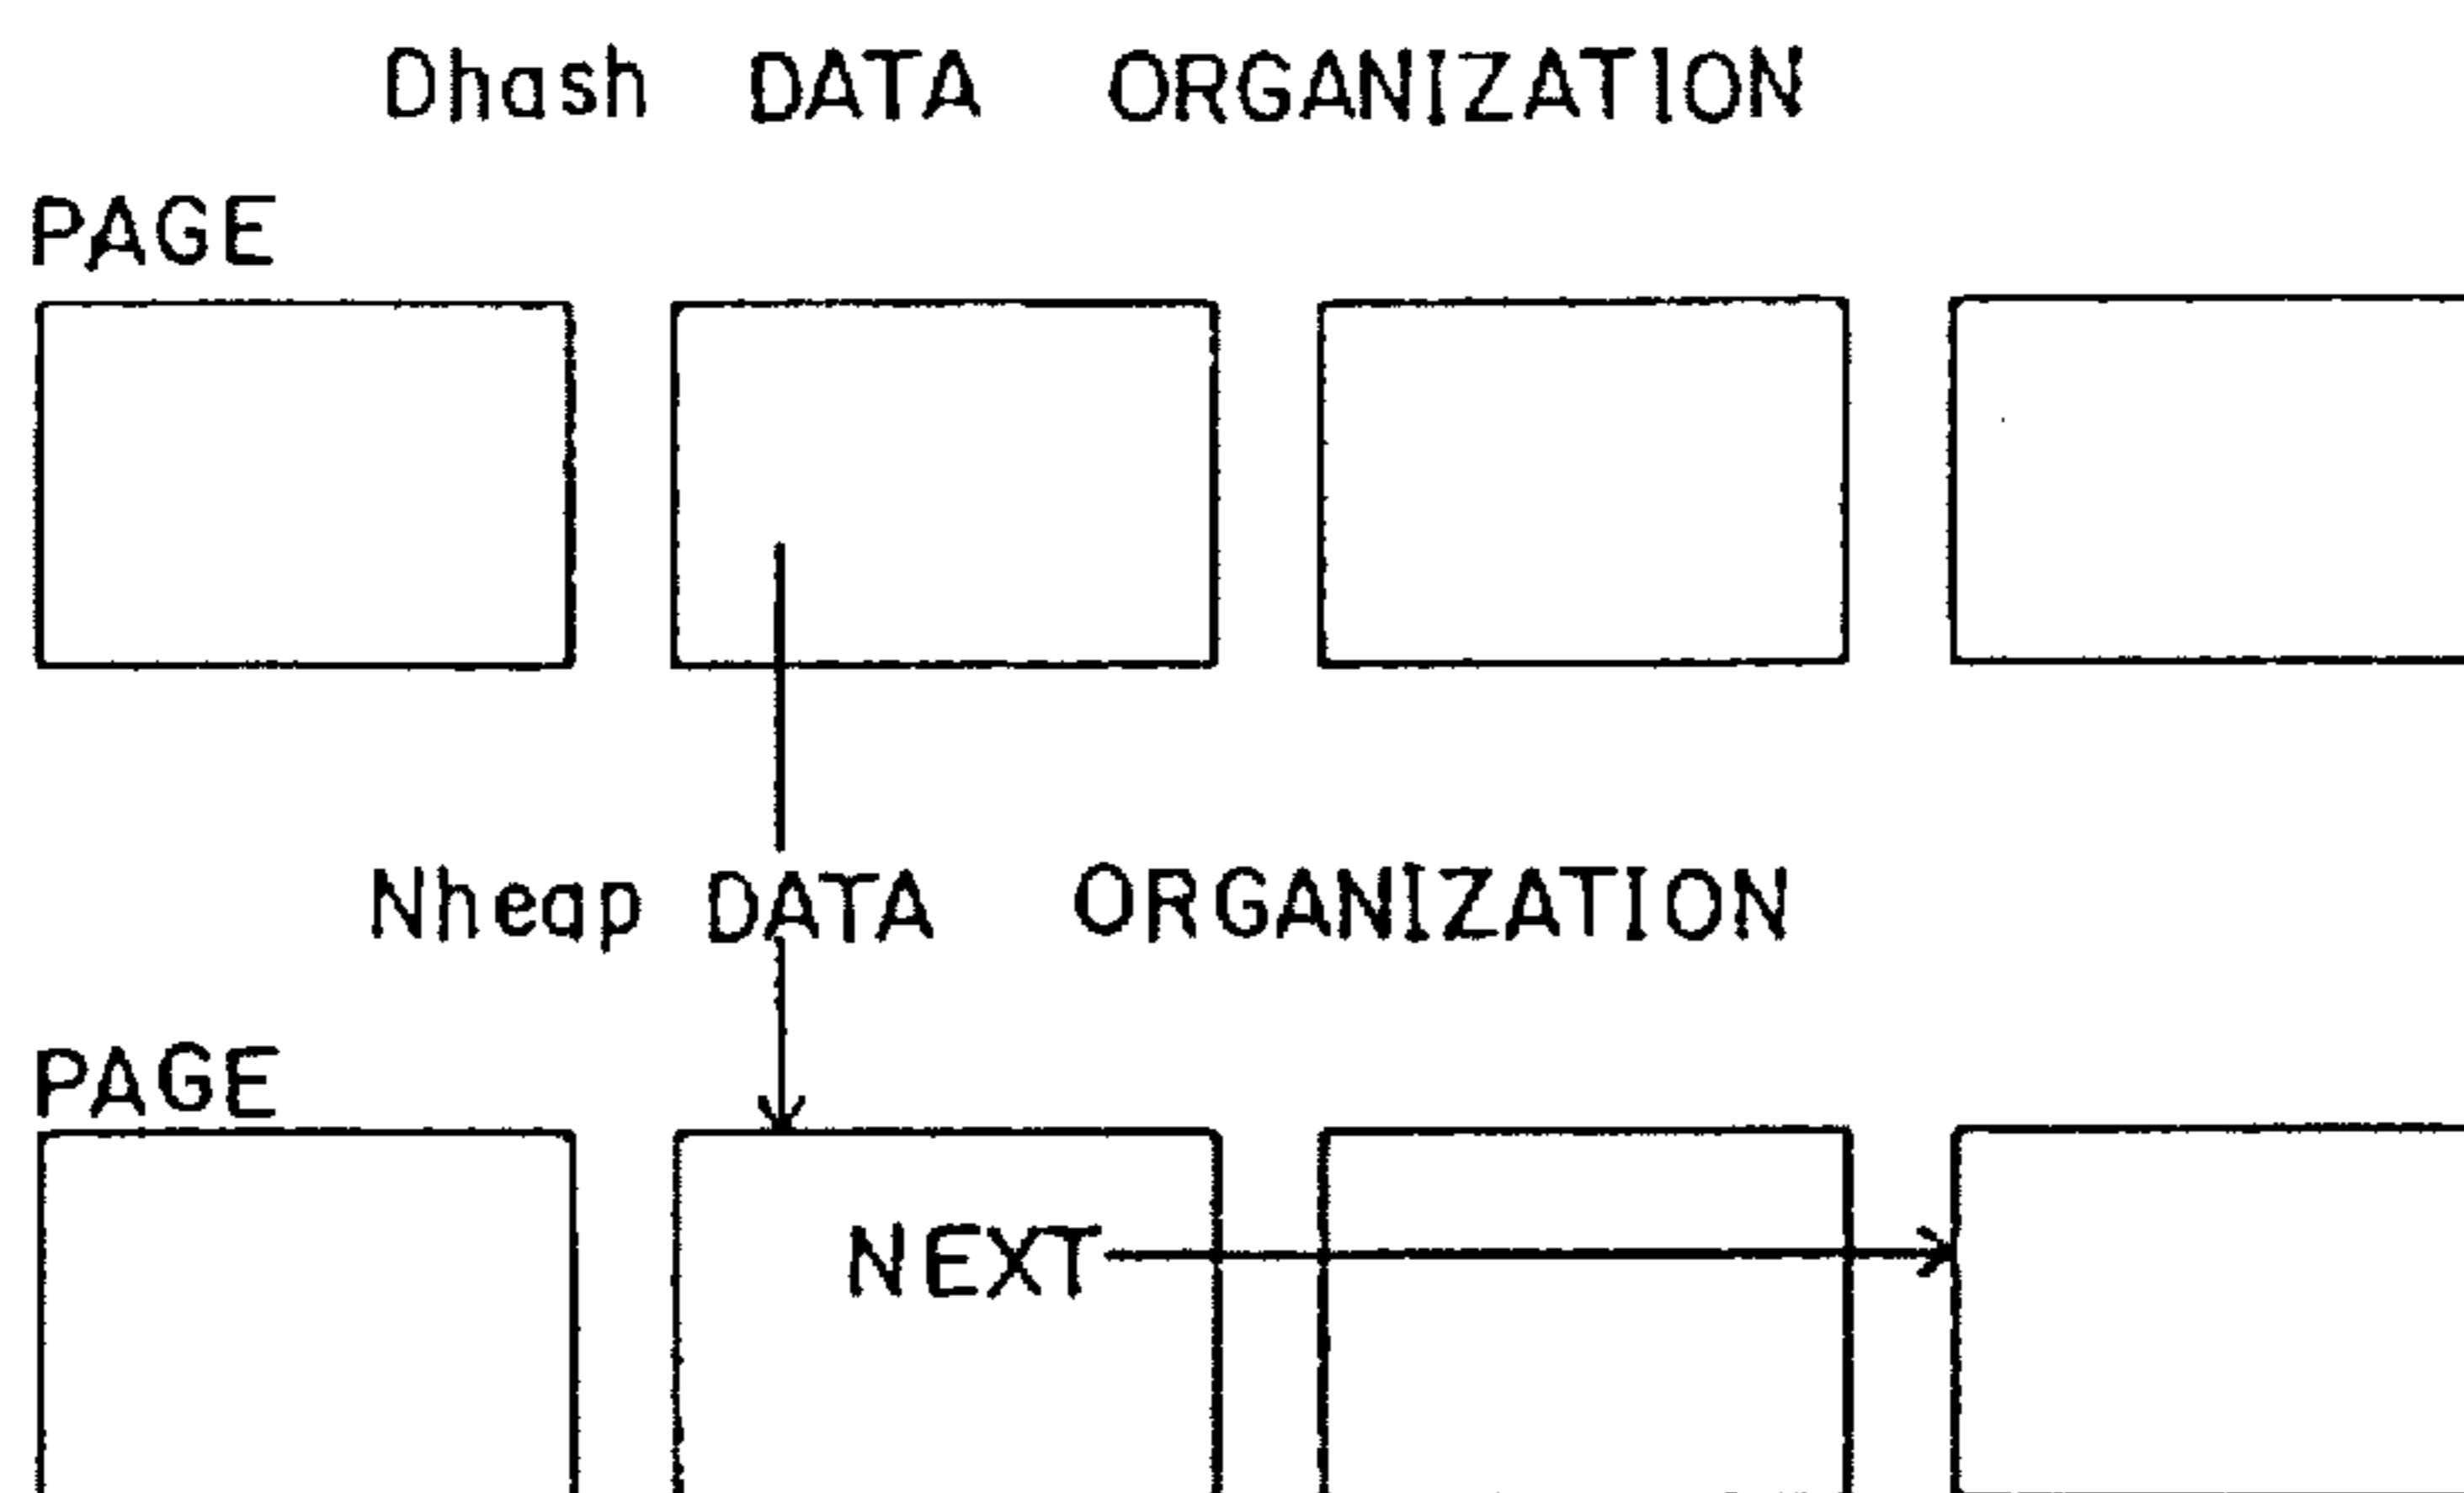 Dhash DATA ORGANIZATION
PAGE
Nheap DATA ORGANIZATION
PAGE
NEXT